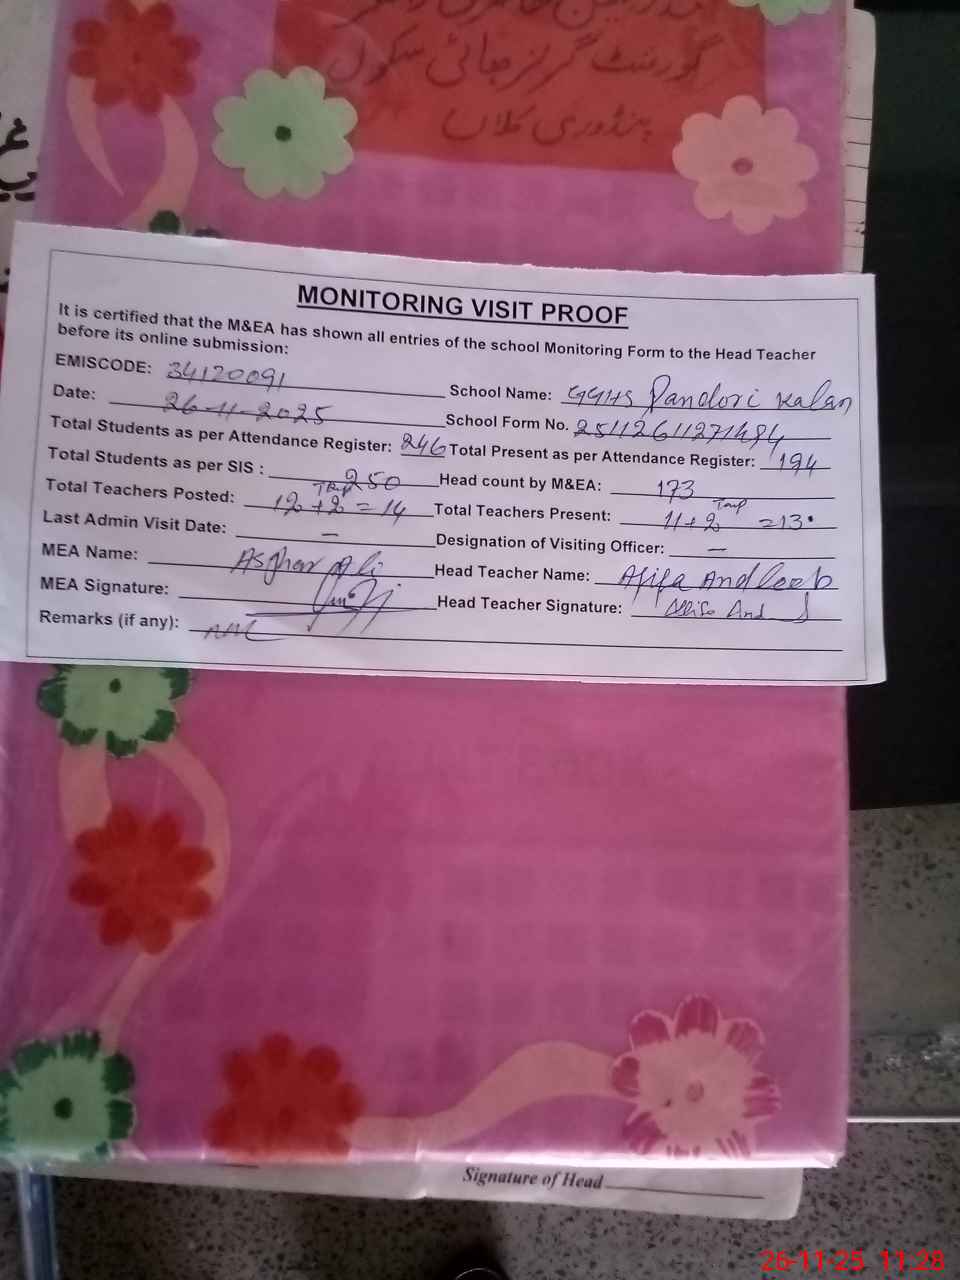 گورنمنٹ گرلز ہائی سکول
پنڈوری کلاں
MONITORING VISIT PROOF
It is certified that the M&EA has shown all entries of the school Monitoring Form to the Head Teacher
before its online submission:
EMISCODE: 34120091 School Name: GGHS Pandori Kalan
Date: 26-11-2025 School Form No. 25112611271484
Total Students as per Attendance Register: 246 Total Present as per Attendance Register: 194
Total Students as per SIS : 250 Head count by M&EA: 173
Total Teachers Posted: 12 + 2 = 14 Total Teachers Present: 11 + 2 = 13
Last Admin Visit Date: — Designation of Visiting Officer: —
MEA Name: Asghar Ali Head Teacher Name: Afifa Andleeb
MEA Signature: Head Teacher Signature:
Remarks (if any):
Signature of Head
26-11-25 11:28